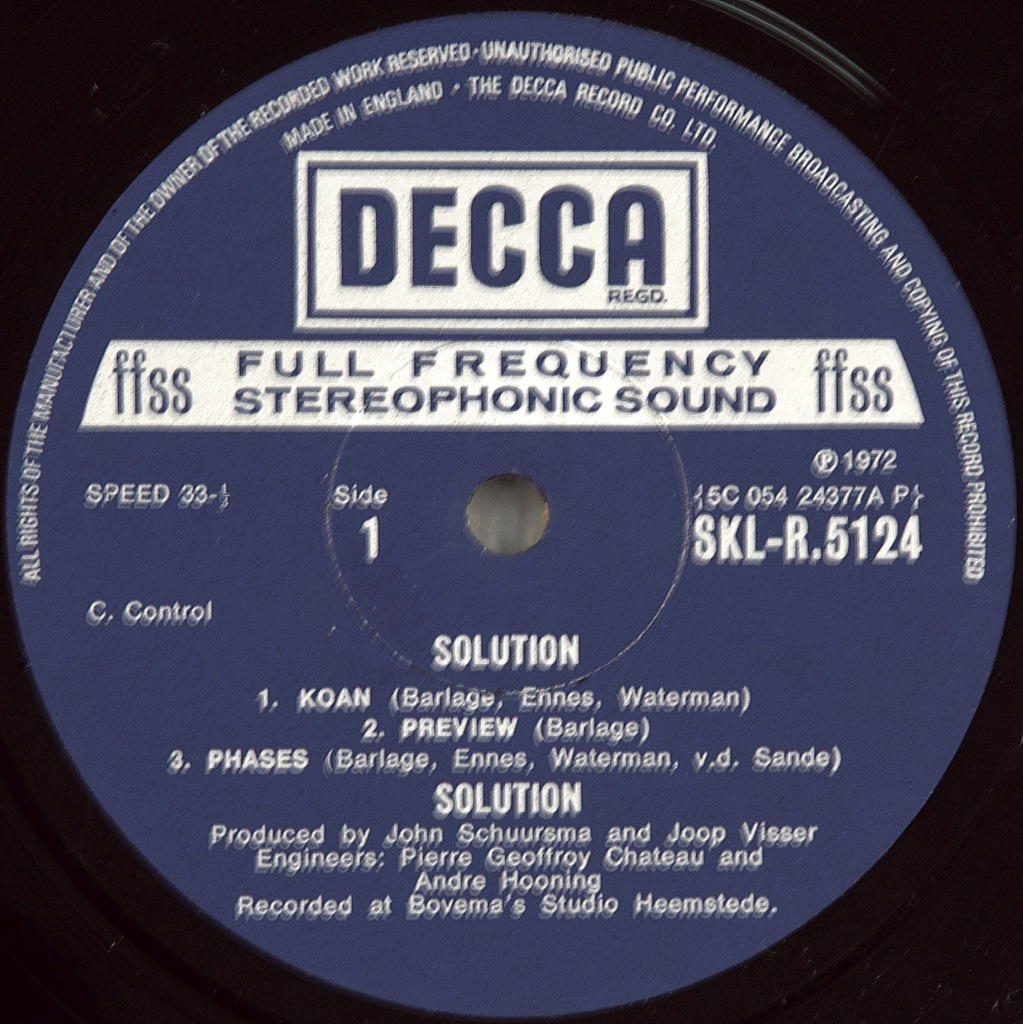 ALL RIGHTS OF THE MANUFACTURER AND OF THE OWNER OF THE RECORDED WORK RESERVED · UNAUTHORISED PUBLIC PERFORMANCE BROADCASTING AND COPYING OF THIS RECORD PROHIBITED
MADE IN ENGLAND · THE DECCA RECORD CO. LTD.
DECCA
REGD.
ffss FULL FREQUENCY STEREOPHONIC SOUND ffss
℗ 1972
SPEED 33-⅓
Side
1
{5C 054 24377A P}
SKL-R.5124
C. Control
SOLUTION
1. KOAN (Barlage, Ennes, Waterman)
2. PREVIEW (Barlage)
3. PHASES (Barlage, Ennes, Waterman, v.d. Sande)
SOLUTION
Produced by John Schuursma and Joop Visser
Engineers: Pierre Geoffroy Chateau and
Andre Hooning
Recorded at Bovema's Studio Heemstede.